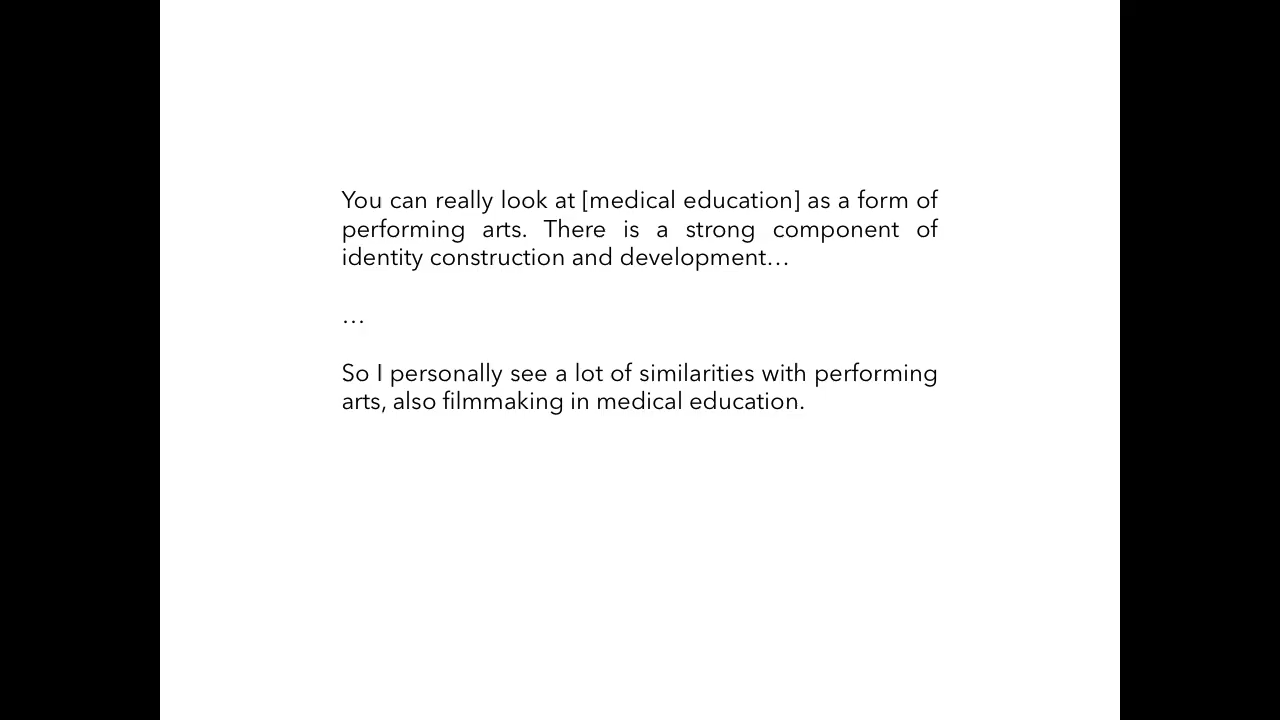 You can really look at [medical education] as a form of
performing arts. There is a strong component of
identity construction and development…
…
So I personally see a lot of similarities with performing
arts, also filmmaking in medical education.